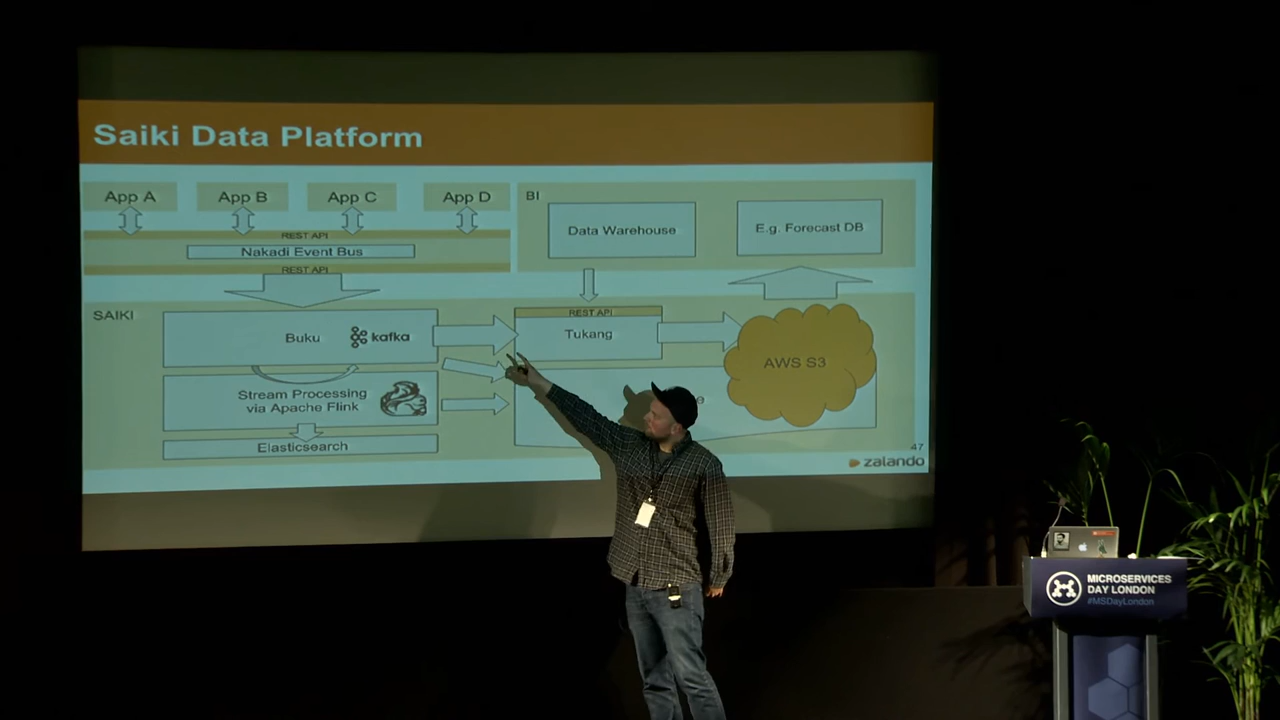 Saiki Data Platform
App A
App B
App C
App D
REST API
Nakadi Event Bus
REST API
BI
Data Warehouse
E.g. Forecast DB
SAIKI
Buku
kafka
REST API
Tukang
AWS S3
Stream Processing
via Apache Flink
Elasticsearch
47
zalando
MICROSERVICES
DAY LONDON
#MSDayLondon